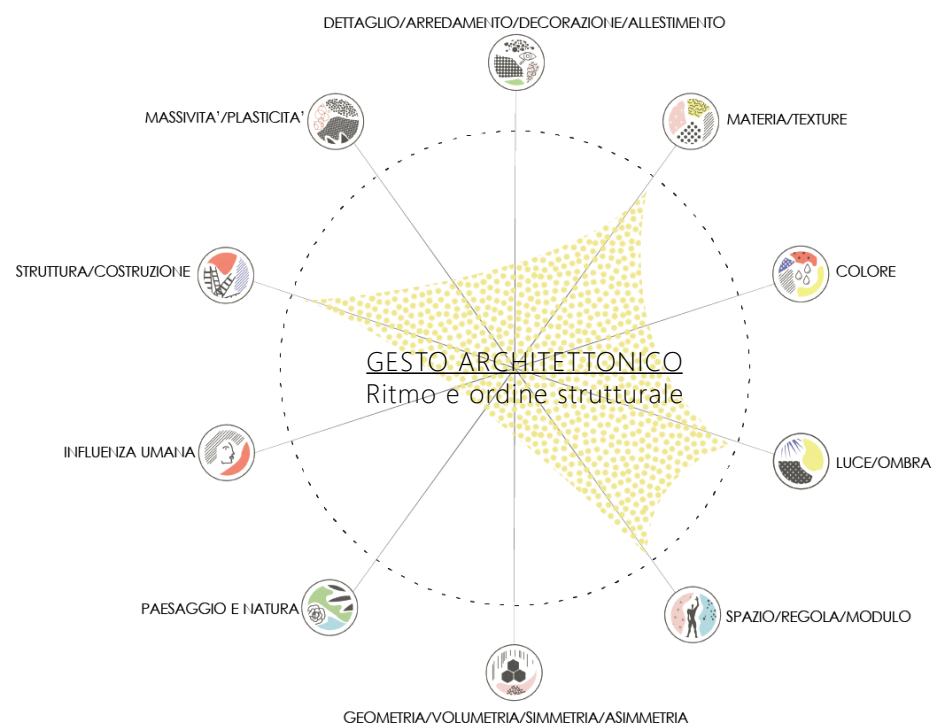 DETTAGLIO/ARREDAMENTO/DECORAZIONE/ALLESTIMENTO
MASSIVITA'/PLASTICITA'
MATERIA/TEXTURE
STRUTTURA/COSTRUZIONE
COLORE
GESTO ARCHITETTONICO
Ritmo e ordine strutturale
INFLUENZA UMANA
LUCE/OMBRA
PAESAGGIO E NATURA
SPAZIO/REGOLA/MODULO
GEOMETRIA/VOLUMETRIA/SIMMETRIA/ASIMMETRIA